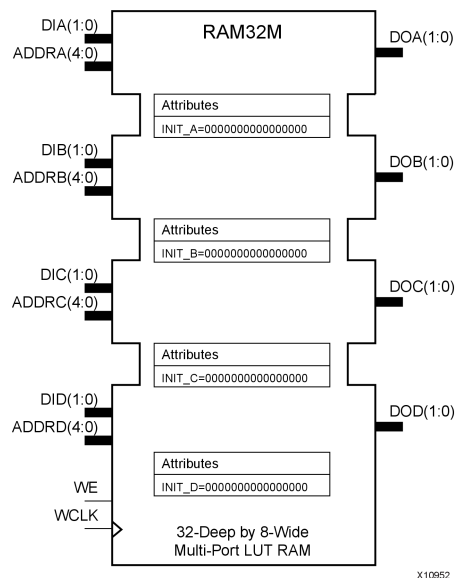 RAM32M
DIA(1:0)
ADDRA(4:0)
DOA(1:0)
Attributes
INIT_A=0000000000000000
DIB(1:0)
ADDRB(4:0)
DOB(1:0)
Attributes
INIT_B=0000000000000000
DIC(1:0)
ADDRC(4:0)
DOC(1:0)
Attributes
INIT_C=0000000000000000
DID(1:0)
ADDRD(4:0)
DOD(1:0)
Attributes
INIT_D=0000000000000000
WE
WCLK
32-Deep by 8-Wide
Multi-Port LUT RAM
X10952